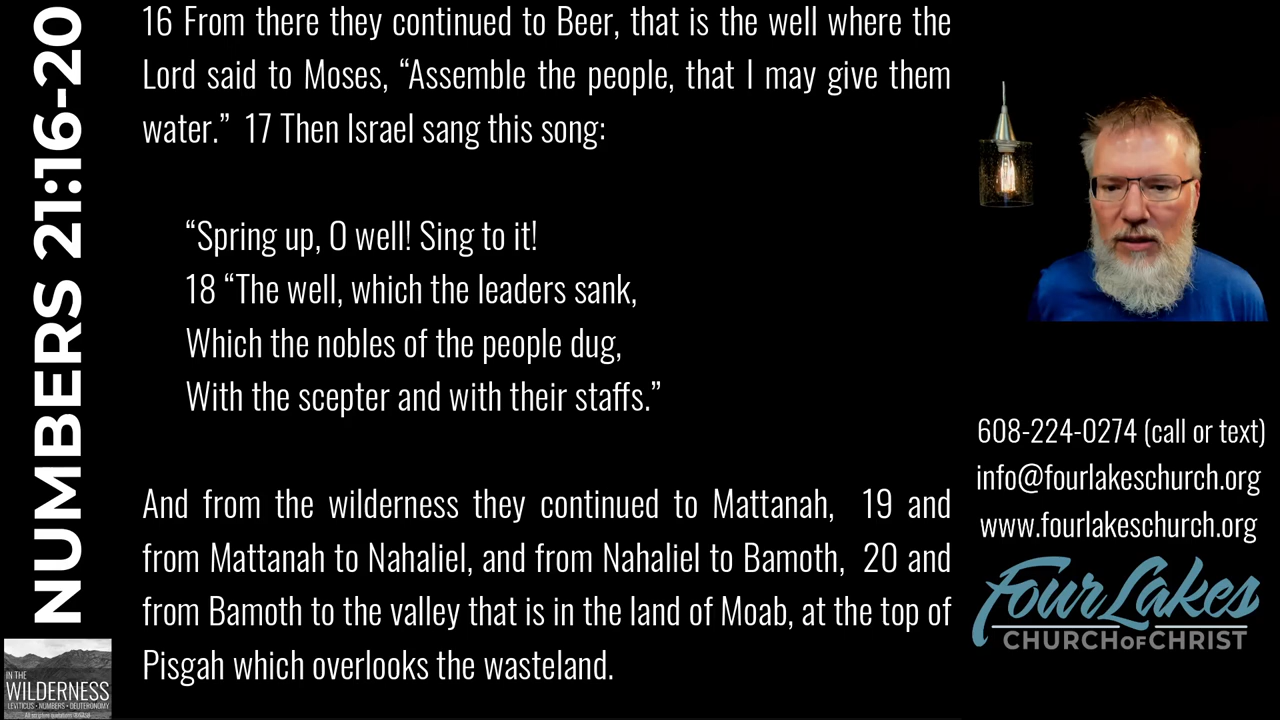 NUMBERS 21:16-20
16 From there they continued to Beer, that is the well where the
Lord said to Moses, “Assemble the people, that I may give them
water.” 17 Then Israel sang this song:
“Spring up, O well! Sing to it!
18 “The well, which the leaders sank,
Which the nobles of the people dug,
With the scepter and with their staffs.”
And from the wilderness they continued to Mattanah, 19 and
from Mattanah to Nahaliel, and from Nahaliel to Bamoth, 20 and
from Bamoth to the valley that is in the land of Moab, at the top of
Pisgah which overlooks the wasteland.
608-224-0274 (call or text)
info@fourlakeschurch.org
www.fourlakeschurch.org
Four Lakes
CHURCH OF CHRIST
IN THE
WILDERNESS
LEVITICUS • NUMBERS • DEUTERONOMY
All scripture quotations